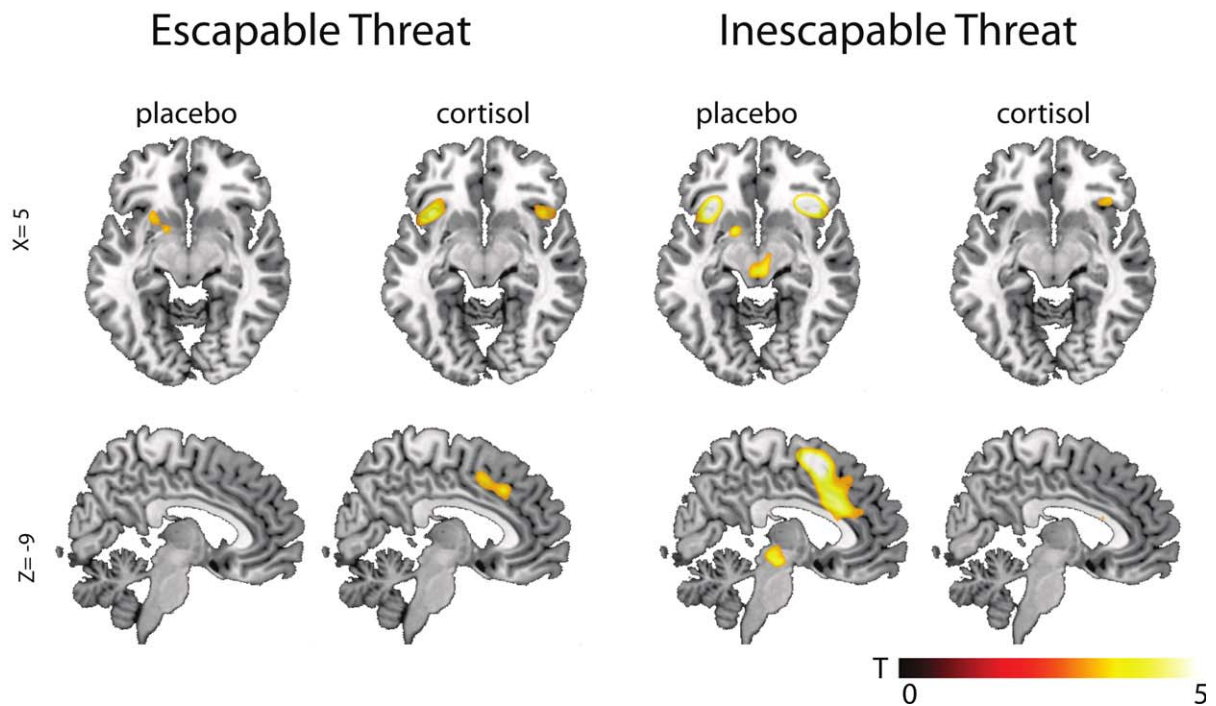 Escapable Threat Inescapable Threat
placebo cortisol placebo cortisol
X= 5
Z= -9
T
0 5